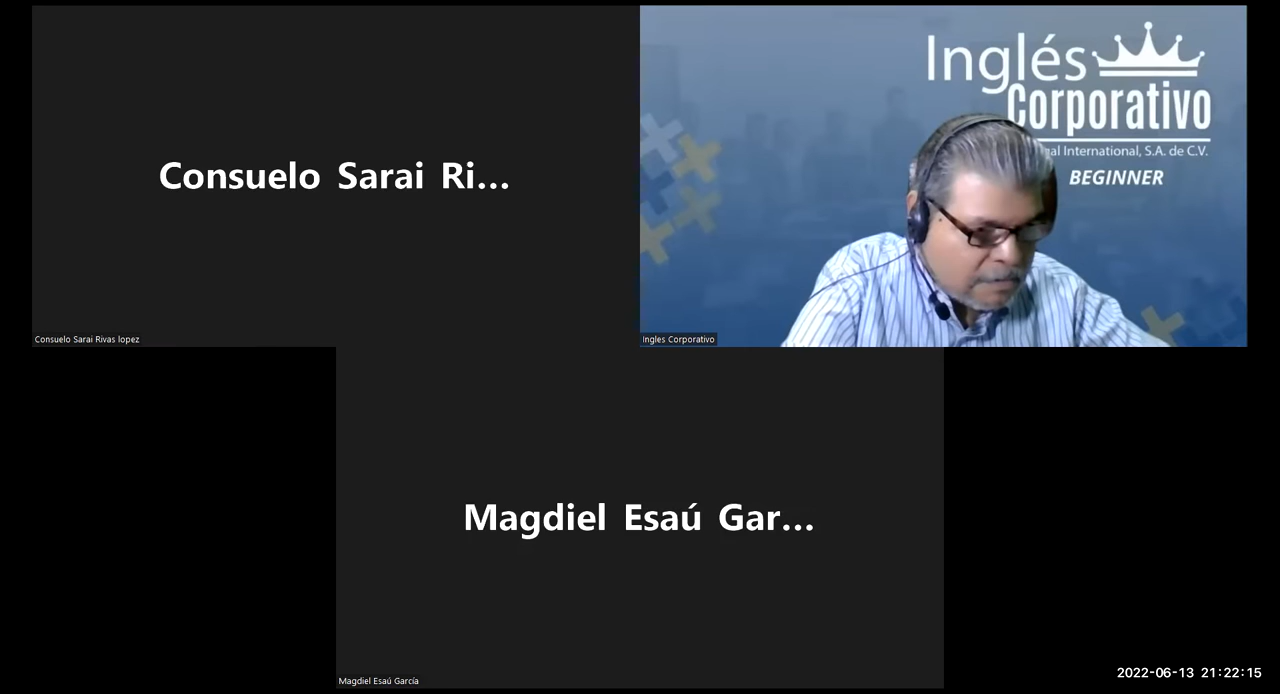 Consuelo Sarai Ri...
Consuelo Sarai Rivas lopez
Inglés
Corporativo
nal International, S.A. de C.V.
BEGINNER
Ingles Corporativo
Magdiel Esaú Gar...
Magdiel Esaú García
2022-06-13 21:22:15